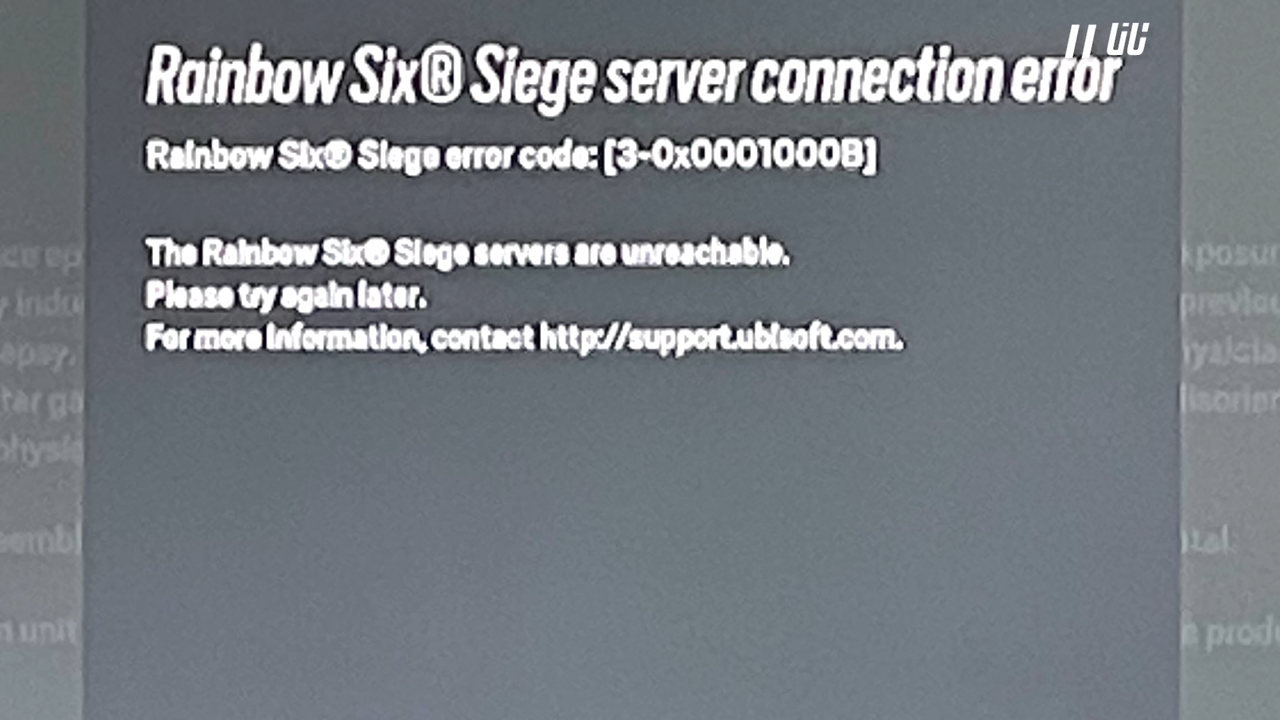 Rainbow Six® Siege server connection error
Rainbow Six® Siege error code: [3-0x0001000B]
The Rainbow Six® Siege servers are unreachable.
Please try again later.
For more information, contact http://support.ubisoft.com.
n unit